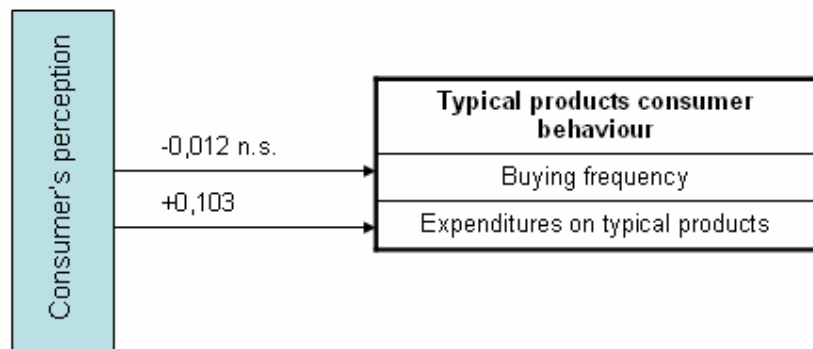 Consumer's perception
-0,012 n.s.
+0,103
Typical products consumer
behaviour
Buying frequency
Expenditures on typical products